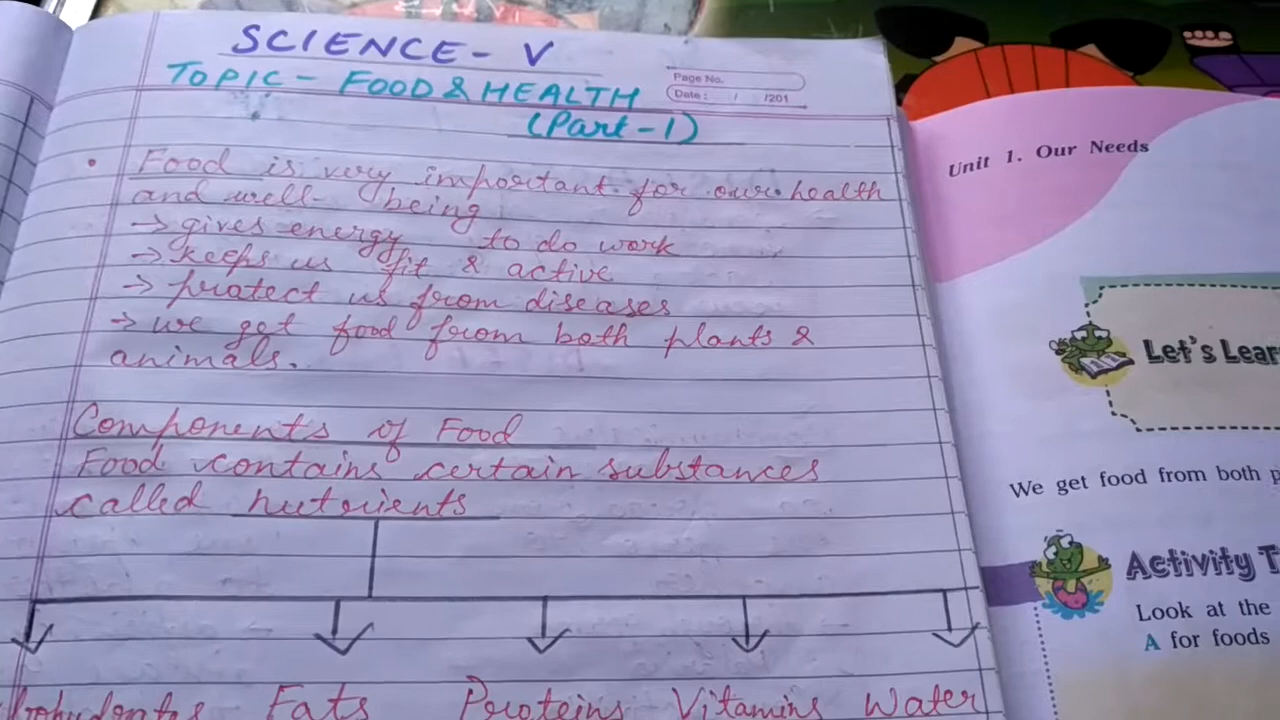 SCIENCE- V
TOPIC - FOOD & HEALTH
(Part-1)
Page No.
Date : / /201
• Food is very important for our health
and well- being
→ gives energy to do work
→ keeps us fit & active
→ protect us from diseases
→ we get food from both plants &
animals.
Components of Food
Food contains certain substances
called nutrients
Fats Proteins Vitamins Water
Unit 1. Our Needs
Let's Lear
We get food from both p
Activity T
Look at the
A for foods